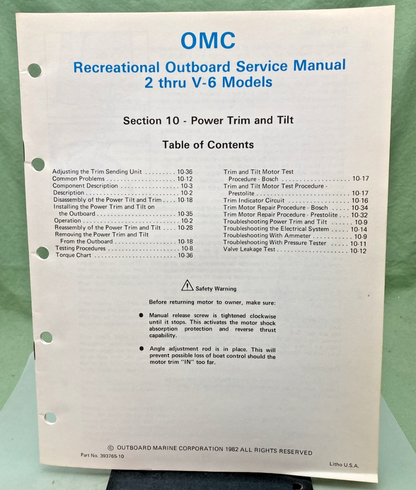 OMC
Recreational Outboard Service Manual
2 thru V-6 Models
Section 10 - Power Trim and Tilt
Table of Contents
Adjusting the Trim Sending Unit . . . . . . . . . 10-36
Common Problems . . . . . . . . . . . . . . . . . . . 10-12
Component Description . . . . . . . . . . . . . . . . 10-3
Description . . . . . . . . . . . . . . . . . . . . . . . . . 10-2
Disassembly of the Power Tilt and Trim . . . . 10-18
Installing the Power Trim and Tilt on
the Outboard . . . . . . . . . . . . . . . . . . . . . 10-35
Operation . . . . . . . . . . . . . . . . . . . . . . . . . . 10-2
Reassembly of the Power Trim and Tilt . . . . 10-28
Removing the Power Trim and Tilt
From the Outboard . . . . . . . . . . . . . . . . 10-18
Testing Procedures . . . . . . . . . . . . . . . . . . . 10-8
Torque Chart . . . . . . . . . . . . . . . . . . . . . . . 10-36
Trim and Tilt Motor Test
Procedure - Bosch . . . . . . . . . . . . . . . . . . 10-17
Trim and Tilt Motor Test Procedure -
Prestolite . . . . . . . . . . . . . . . . . . . . . . . . 10-17
Trim Indicator Circuit . . . . . . . . . . . . . . . . . 10-16
Trim Motor Repair Procedure - Bosch . . . . . 10-34
Trim Motor Repair Procedure - Prestolite . . . 10-32
Troubleshooting Power Trim and Tilt . . . . . . 10-9
Troubleshooting the Electrical System . . . . . 10-14
Troubleshooting With Ammeter . . . . . . . . . . 10-9
Troubleshooting With Pressure Tester . . . . . 10-11
Valve Leakage Test . . . . . . . . . . . . . . . . . . . 10-12
! Safety Warning
Before returning motor to owner, make sure:
● Manual release screw is tightened clockwise
until it stops. This activates the motor shock
absorption protection and reverse thrust
capability.
● Angle adjustment rod is in place. This will
prevent possible loss of boat control should the
motor trim "IN" too far.
© OUTBOARD MARINE CORPORATION 1982 ALL RIGHTS RESERVED
Part No. 393765-10
Litho U.S.A.